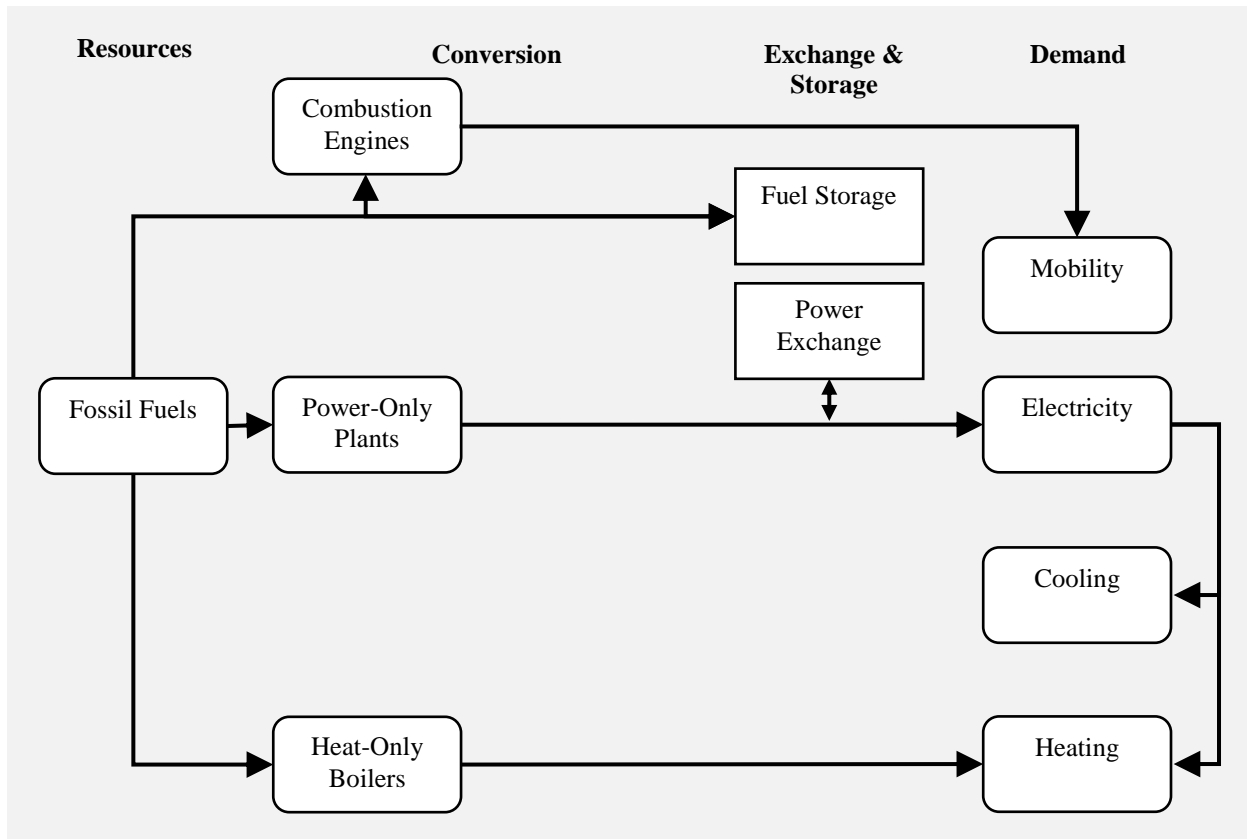 Resources
Conversion
Exchange &
Storage
Demand
Combustion
Engines
Fuel Storage
Mobility
Power
Exchange
Fossil Fuels
Power-Only
Plants
Electricity
Cooling
Heat-Only
Boilers
Heating